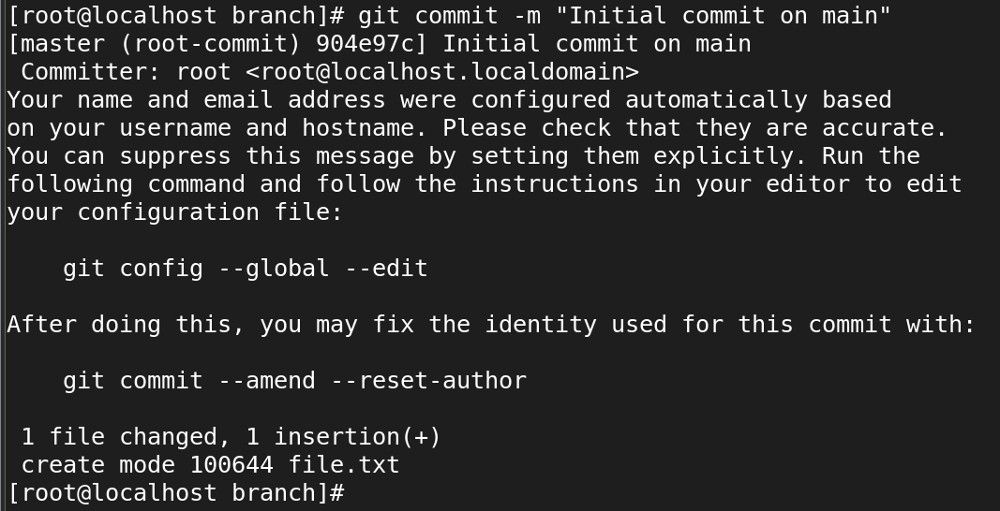 [root@localhost branch]# git commit -m "Initial commit on main"
[master (root-commit) 904e97c] Initial commit on main
 Committer: root <root@localhost.localdomain>
Your name and email address were configured automatically based
on your username and hostname. Please check that they are accurate.
You can suppress this message by setting them explicitly. Run the
following command and follow the instructions in your editor to edit
your configuration file:

    git config --global --edit

After doing this, you may fix the identity used for this commit with:

    git commit --amend --reset-author

 1 file changed, 1 insertion(+)
 create mode 100644 file.txt
[root@localhost branch]#